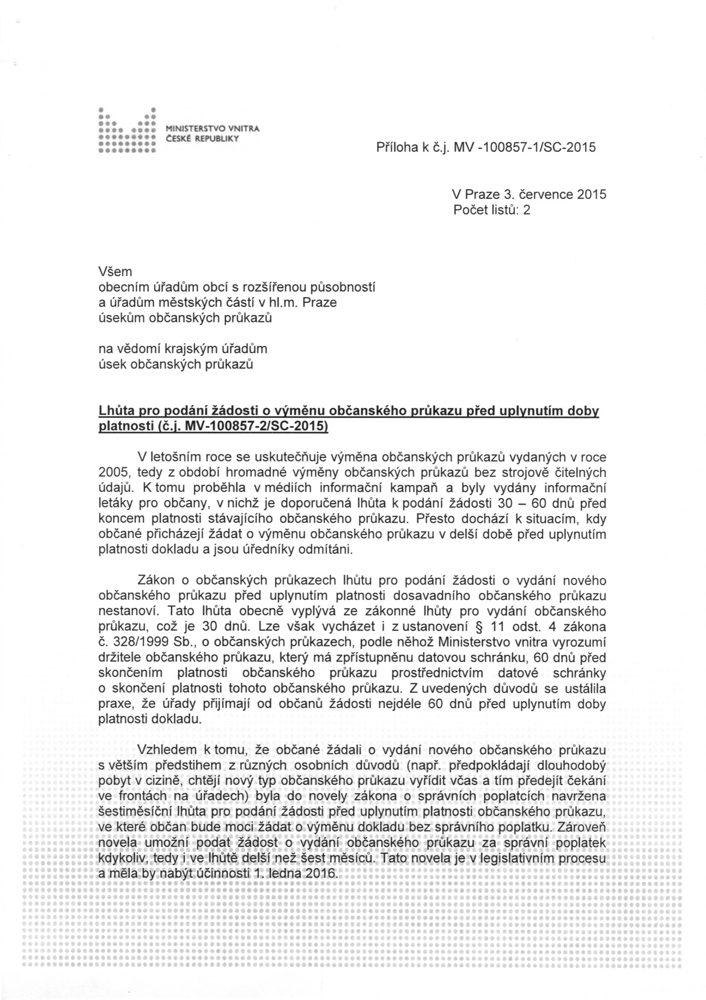 MINISTERSTVO VNITRA
ČESKÉ REPUBLIKY
Příloha k č.j. MV -100857-1/SC-2015
V Praze 3. července 2015
Počet listů: 2
Všem
obecním úřadům obcí s rozšířenou působností
a úřadům městských částí v hl.m. Praze
úsekům občanských průkazů
na vědomí krajským úřadům
úsek občanských průkazů
Lhůta pro podání žádosti o výměnu občanského průkazu před uplynutím doby
platnosti (č.j. MV-100857-2/SC-2015)
V letošním roce se uskutečňuje výměna občanských průkazů vydaných v roce
2005, tedy z období hromadné výměny občanských průkazů bez strojově čitelných
údajů. K tomu proběhla v médiích informační kampaň a byly vydány informační
letáky pro občany, v nichž je doporučená lhůta k podání žádosti 30 – 60 dnů před
koncem platnosti stávajícího občanského průkazu. Přesto dochází k situacím, kdy
občané přicházejí žádat o výměnu občanského průkazu v delší době před uplynutím
platnosti dokladu a jsou úředníky odmítáni.
Zákon o občanských průkazech lhůtu pro podání žádosti o vydání nového
občanského průkazu před uplynutím platnosti dosavadního občanského průkazu
nestanoví. Tato lhůta obecně vyplývá ze zákonné lhůty pro vydání občanského
průkazu, což je 30 dnů. Lze však vycházet i z ustanovení § 11 odst. 4 zákona
č. 328/1999 Sb., o občanských průkazech, podle něhož Ministerstvo vnitra vyrozumí
držitele občanského průkazu, který má zpřístupněnu datovou schránku, 60 dnů před
skončením platnosti občanského průkazu prostřednictvím datové schránky
o skončení platnosti tohoto občanského průkazu. Z uvedených důvodů se ustálila
praxe, že úřady přijímají od občanů žádosti nejdéle 60 dnů před uplynutím doby
platnosti dokladu.
Vzhledem k tomu, že občané žádali o vydání nového občanského průkazu
s větším předstihem z různých osobních důvodů (např. předpokládají dlouhodobý
pobyt v cizině, chtějí nový typ občanského průkazu vyřídit včas a tím předejít čekání
ve frontách na úřadech) byla do novely zákona o správních poplatcích navržena
šestiměsíční lhůta pro podání žádosti před uplynutím platnosti občanského průkazu,
ve které občan bude moci žádat o výměnu dokladu bez správního poplatku. Zároveň
novela umožní podat žádost o vydání občanského průkazu za správní poplatek
kdykoliv, tedy i ve lhůtě delší než šest měsíců. Tato novela je v legislativním procesu
a měla by nabýt účinnosti 1. ledna 2016.